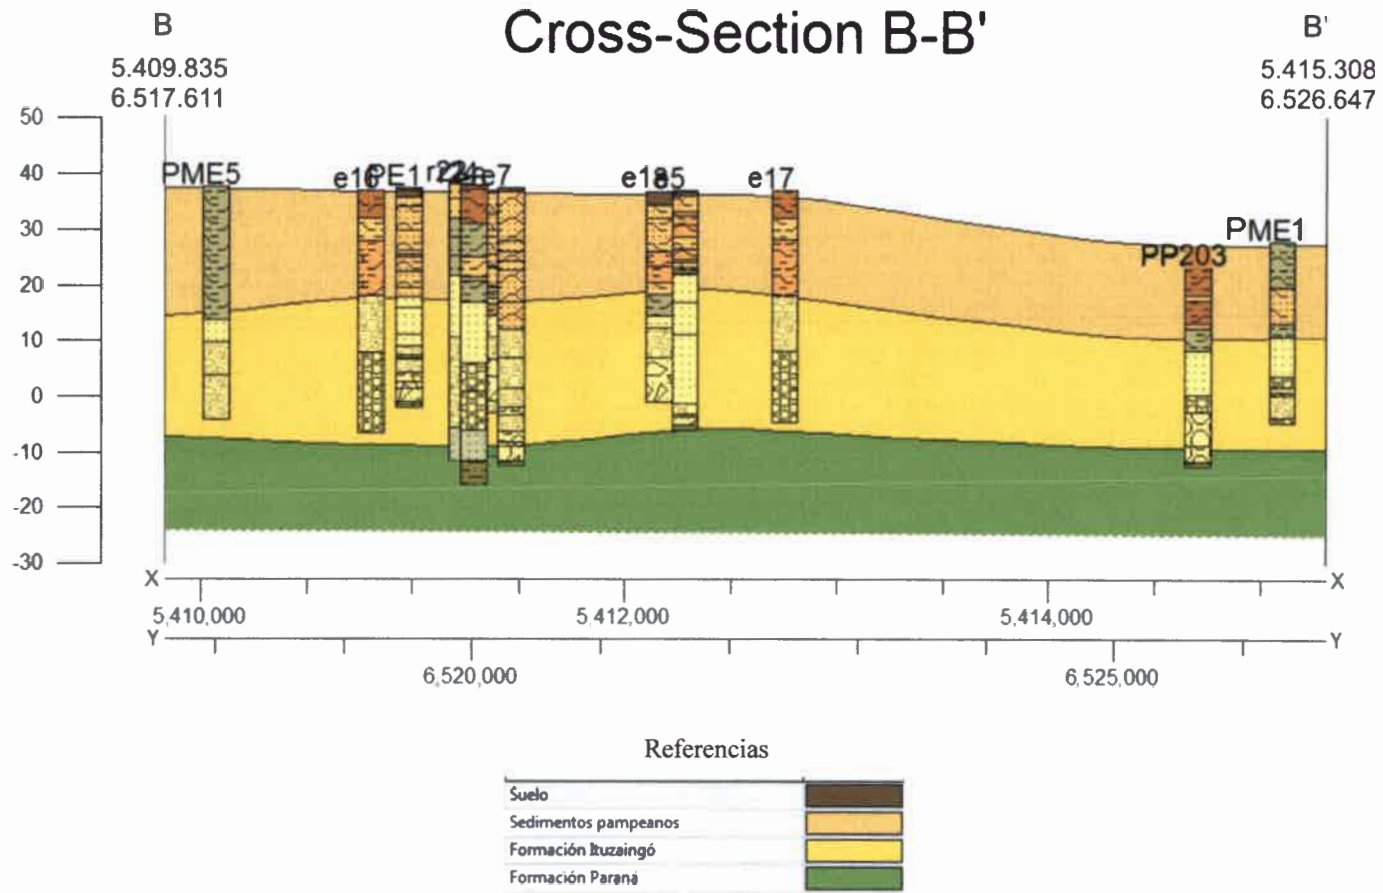 Cross-Section B-B'
B
5.409.835
6.517.611
B'
5.415.308
6.526.647
50
40
30
20
10
0
-10
-20
-30
PME5
e16
PE1
e7
e18
e5
e17
PP203
PME1
X
X
5,410,000
5,412,000
5,414,000
Y
Y
6,520,000
6,525,000
Referencias
Suelo
Sedimentos pampeanos
Formación Ituzaingó
Formación Paraná